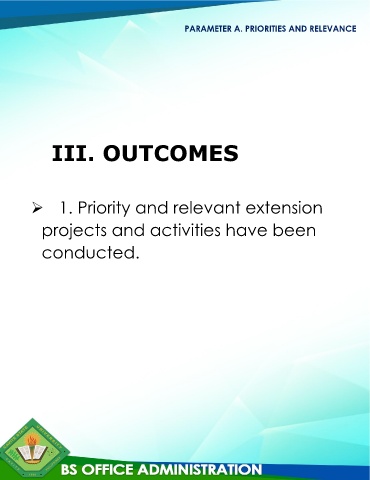 PARAMETER A. PRIORITIES AND RELEVANCE
III. OUTCOMES
➢ 1. Priority and relevant extension
projects and activities have been
conducted.
BS OFFICE ADMINISTRATION